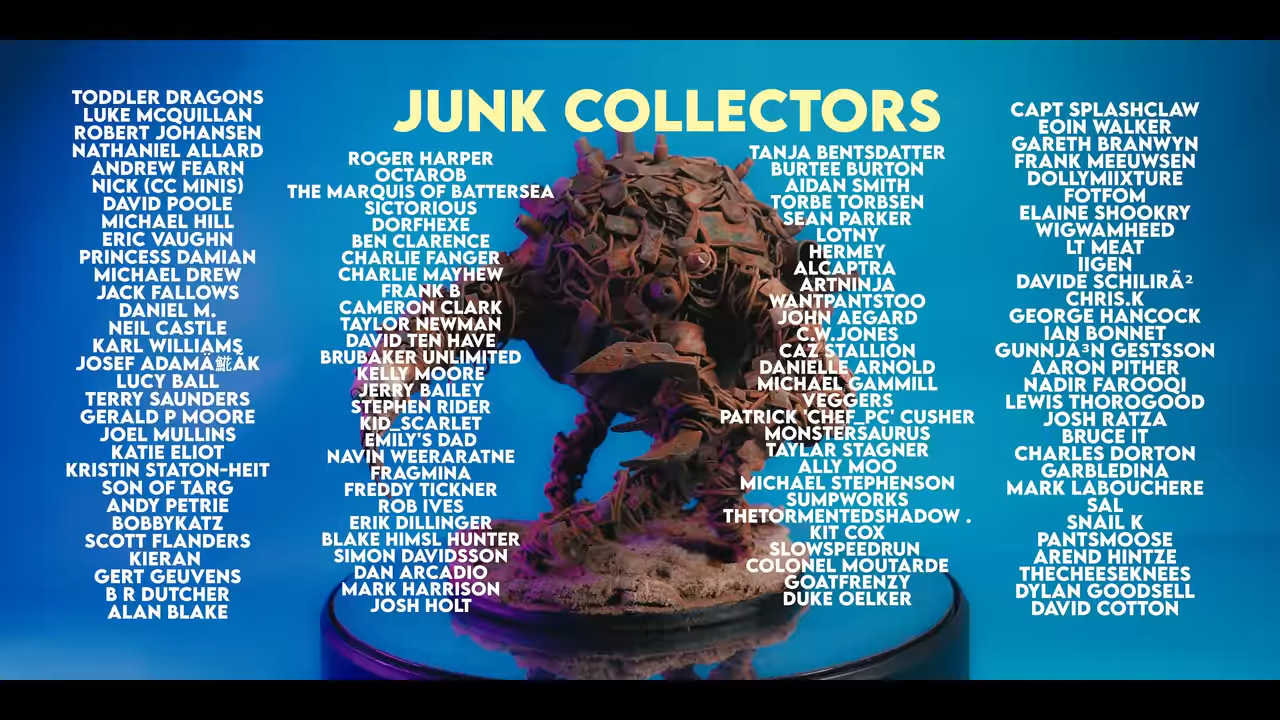 JUNK COLLECTORS
TODDLER DRAGONS
LUKE MCQUILLAN
ROBERT JOHANSEN
NATHANIEL ALLARD
ANDREW FEARN
NICK (CC MINIS)
DAVID POOLE
MICHAEL HILL
ERIC VAUGHN
PRINCESS DAMIAN
MICHAEL DREW
JACK FALLOWS
DANIEL M.
NEIL CASTLE
KARL WILLIAMS
JOSEF ADAMÄ鮱ÃK
LUCY BALL
TERRY SAUNDERS
GERALD P MOORE
JOEL MULLINS
KATIE ELIOT
KRISTIN STATON-HEIT
SON OF TARG
ANDY PETRIE
BOBBYKATZ
SCOTT FLANDERS
KIERAN
GERT GEUVENS
B R DUTCHER
ALAN BLAKE
ROGER HARPER
OCTAROB
THE MARQUIS OF BATTERSEA
SICTORIOUS
DORFHEXE
BEN CLARENCE
CHARLIE FANGER
CHARLIE MAYHEW
FRANK B
CAMERON CLARK
TAYLOR NEWMAN
DAVID TEN HAVE
BRUBAKER UNLIMITED
KELLY MOORE
JERRY BAILEY
STEPHEN RIDER
KID_SCARLET
EMILY'S DAD
NAVIN WEERARATNE
FRAGMINA
FREDDY TICKNER
ROB IVES
ERIK DILLINGER
BLAKE HIMSL HUNTER
SIMON DAVIDSSON
DAN ARCADIO
MARK HARRISON
JOSH HOLT
TANJA BENTSDATTER
BURTEE BURTON
AIDAN SMITH
TORBE TORBSEN
SEAN PARKER
LOTNY
HERMEY
ALCAPTRA
ARTNINJA
WANTPANTSTOO
JOHN AEGARD
C.W.JONES
CAZ STALLION
DANIELLE ARNOLD
MICHAEL GAMMILL
VEGGERS
PATRICK 'CHEF_PC' CUSHER
MONSTERSAURUS
TAYLAR STAGNER
ALLY MOO
MICHAEL STEPHENSON
SUMPWORKS
THETORMENTEDSHADOW .
KIT COX
SLOWSPEEDRUN
COLONEL MOUTARDE
GOATFRENZY
DUKE OELKER
CAPT SPLASHCLAW
EOIN WALKER
GARETH BRANWYN
FRANK MEEUWSEN
DOLLYMIIXTURE
FOTFOM
ELAINE SHOOKRY
WIGWAMHEED
LT MEAT
IIGEN
DAVIDE SCHILIRÃ²
CHRIS.K
GEORGE HANCOCK
IAN BONNET
GUNNJÃ³N GESTSSON
AARON PITHER
NADIR FAROOQI
LEWIS THOROGOOD
JOSH RATZA
BRUCE IT
CHARLES DORTON
GARBLEDINA
MARK LABOUCHERE
SAL
SNAIL K
PANTSMOOSE
AREND HINTZE
THECHEESEKNEES
DYLAN GOODSELL
DAVID COTTON